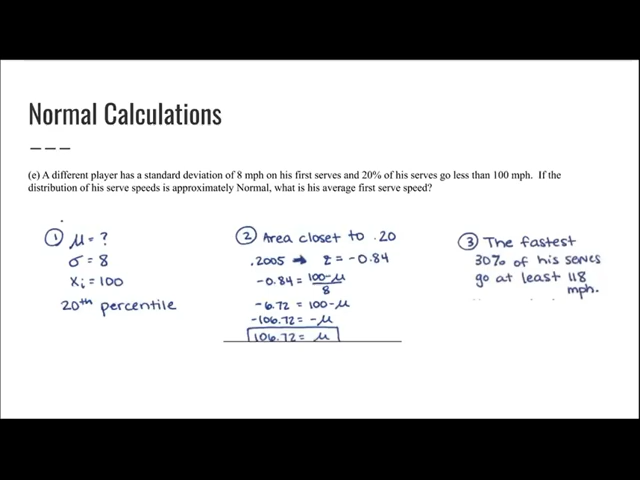 Normal Calculations
(e) A different player has a standard deviation of 8 mph on his first serves and 20% of his serves go less than 100 mph.  If the
distribution of his serve speeds is approximately Normal, what is his average first serve speed?
① μ = ?
σ = 8
xᵢ = 100
20th percentile
② Area closet to .20
.2005 → z = -0.84
-0.84 = 100-μ / 8
-6.72 = 100-μ
-106.72 = -μ
106.72 = μ
③ The fastest
30% of his serves
go at least 118
mph.